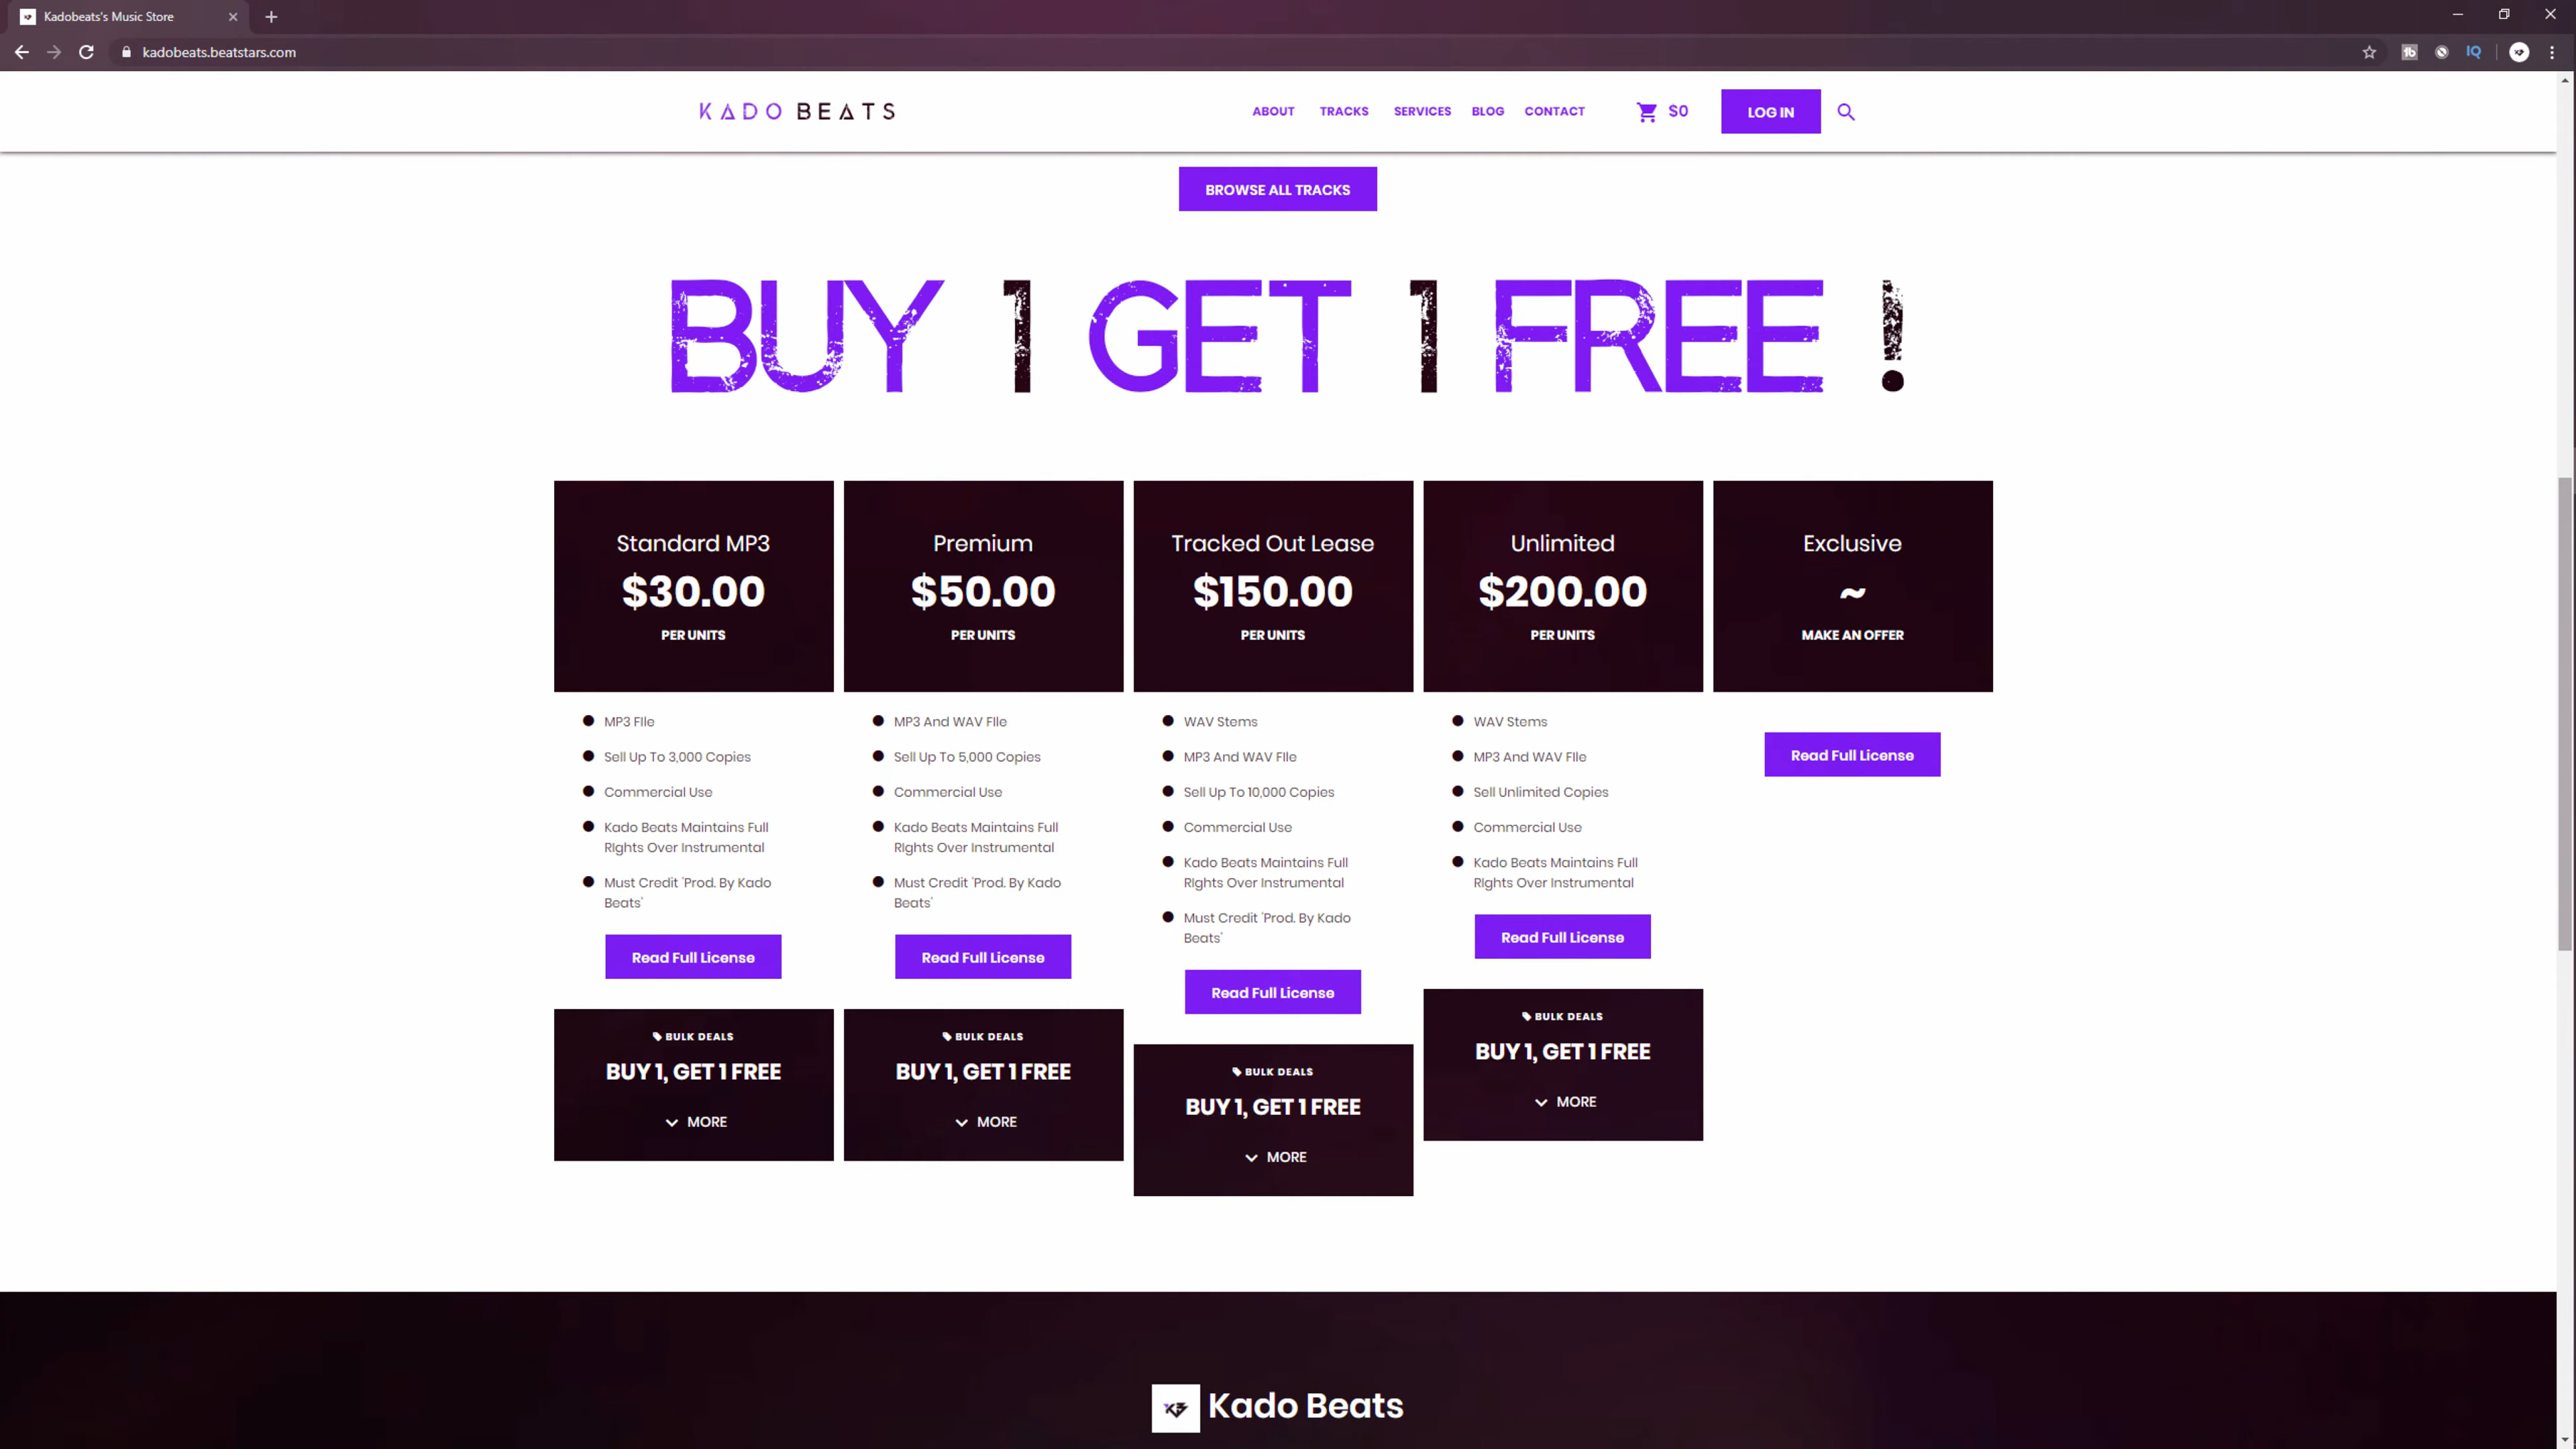 Kadobeats's Music Store
kadobeats.beatstars.com
IQ
KADO BEATS
ABOUT
TRACKS
SERVICES
BLOG
CONTACT
$0
LOG IN
BROWSE ALL TRACKS
BUY 1 GET 1 FREE !
Standard MP3
$30.00
PER UNITS
MP3 FIle
Sell Up To 3,000 Copies
Commercial Use
Kado Beats Maintains Full
RIghts Over Instrumental
Must Credit 'Prod. By Kado
Beats'
Read Full License
BULK DEALS
BUY 1, GET 1 FREE
MORE
Premium
$50.00
PER UNITS
MP3 And WAV FIle
Sell Up To 5,000 Copies
Commercial Use
Kado Beats Maintains Full
RIghts Over Instrumental
Must Credit 'Prod. By Kado
Beats'
Read Full License
BULK DEALS
BUY 1, GET 1 FREE
MORE
Tracked Out Lease
$150.00
PER UNITS
WAV Stems
MP3 And WAV FIle
Sell Up To 10,000 Copies
Commercial Use
Kado Beats Maintains Full
RIghts Over Instrumental
Must Credit 'Prod. By Kado
Beats'
Read Full License
BULK DEALS
BUY 1, GET 1 FREE
MORE
Unlimited
$200.00
PER UNITS
WAV Stems
MP3 And WAV FIle
Sell Unlimited Copies
Commercial Use
Kado Beats Maintains Full
RIghts Over Instrumental
Read Full License
BULK DEALS
BUY 1, GET 1 FREE
MORE
Exclusive
~
MAKE AN OFFER
Read Full License
Kado Beats